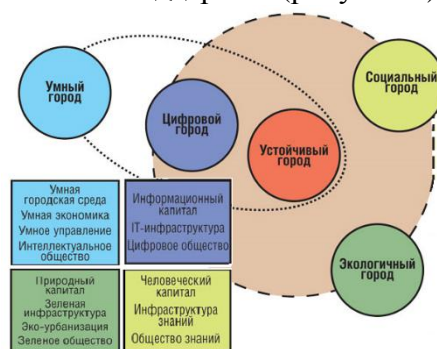 Умный
город
Цифровой
город
Социальный
город
Устойчивый
город
Экологичный
город
Умная
городская среда
Умная экономика
Умное управление
Интеллектуальное
общество
Информационный
капитал
IT-инфраструктура
Цифровое общество
Природный
капитал
Зеленая
инфраструктура
Эко-урбанизация
Зеленое общество
Человеческий
капитал
Инфраструктура
знаний
Общество знаний